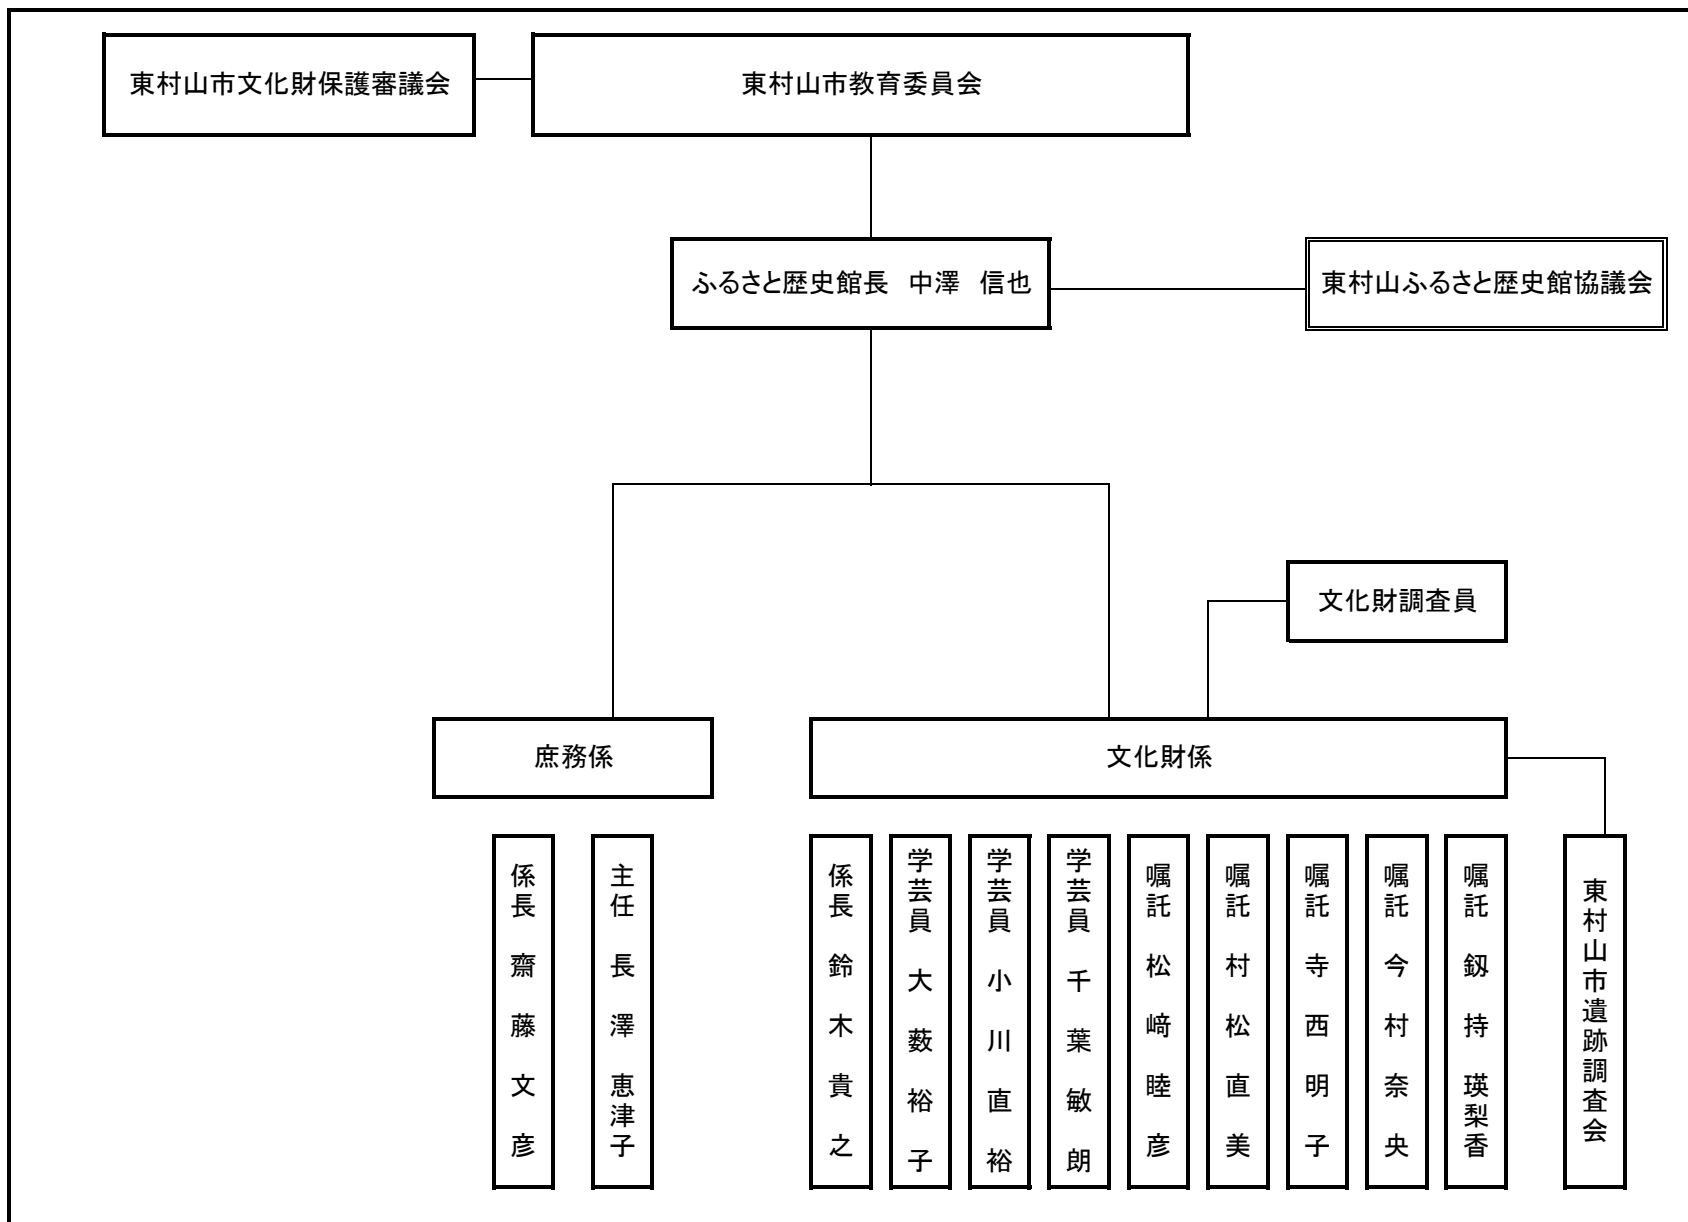 東村山市文化財保護審議会
東村山市教育委員会
ふるさと歴史館長　中澤　信也
東村山ふるさと歴史館協議会
文化財調査員
庶務係
文化財係
係長　齋藤文彦
主任　長澤恵津子
係長　鈴木貴之
学芸員　大薮裕子
学芸員　小川直裕
学芸員　千葉敏朗
嘱託　松﨑睦彦
嘱託　村松直美
嘱託　寺西明子
嘱託　今村奈央
嘱託　釼持瑛梨香
東村山市遺跡調査会